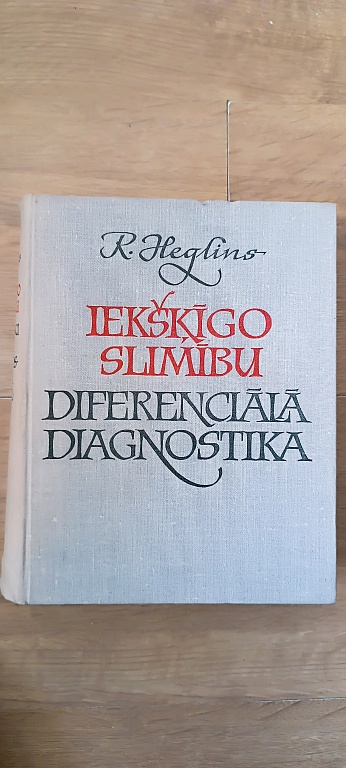 R. Heglins
IEKŠĶĪGO
SLIMĪBU
DIFERENCIĀLĀ
DIAGNOSTIKA